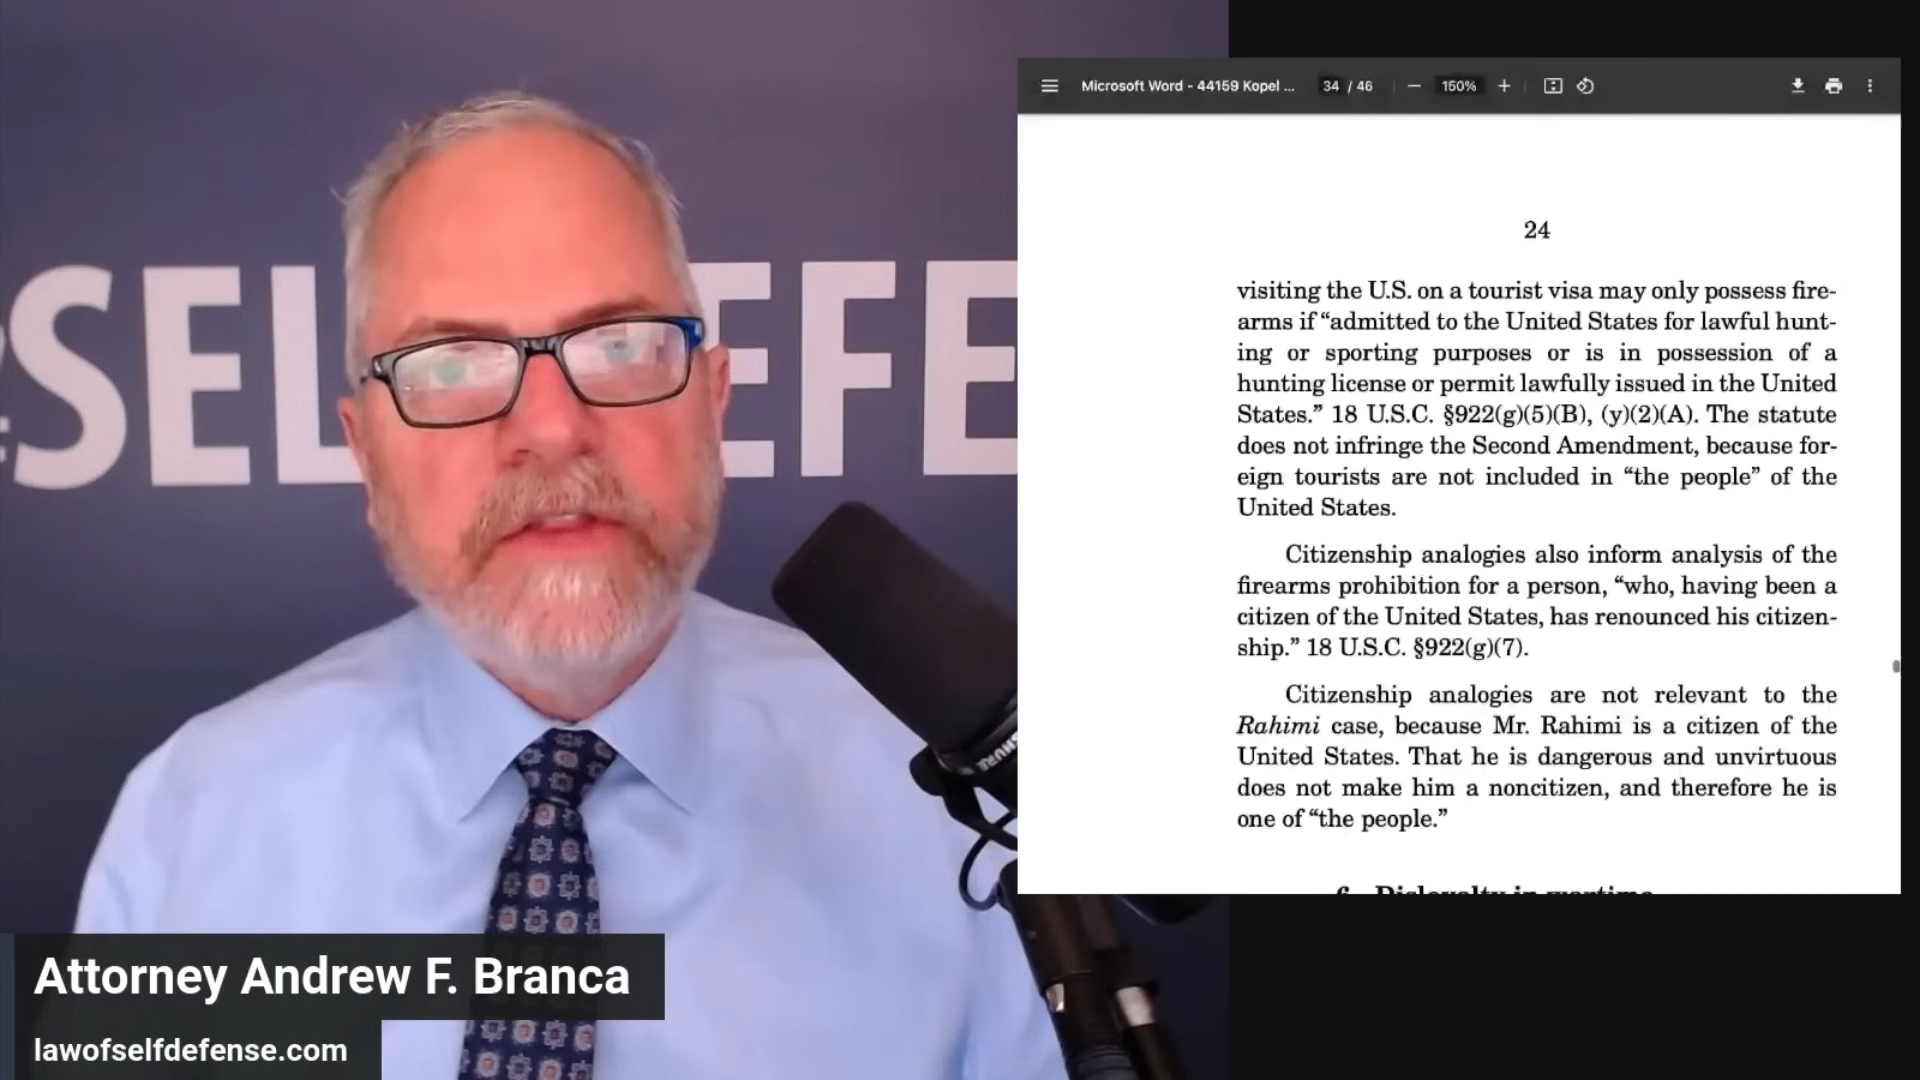 SEL
EFE
Microsoft Word - 44159 Kopel ... 34 / 46 150%
24
visiting the U.S. on a tourist visa may only possess fire-
arms if “admitted to the United States for lawful hunt-
ing or sporting purposes or is in possession of a
hunting license or permit lawfully issued in the United
States.” 18 U.S.C. §922(g)(5)(B), (y)(2)(A). The statute
does not infringe the Second Amendment, because for-
eign tourists are not included in “the people” of the
United States.
Citizenship analogies also inform analysis of the
firearms prohibition for a person, “who, having been a
citizen of the United States, has renounced his citizen-
ship.” 18 U.S.C. §922(g)(7).
Citizenship analogies are not relevant to the
Rahimi case, because Mr. Rahimi is a citizen of the
United States. That he is dangerous and unvirtuous
does not make him a noncitizen, and therefore he is
one of “the people.”
6. Disloyalty in wartime
SHURE
Attorney Andrew F. Branca
lawofselfdefense.com